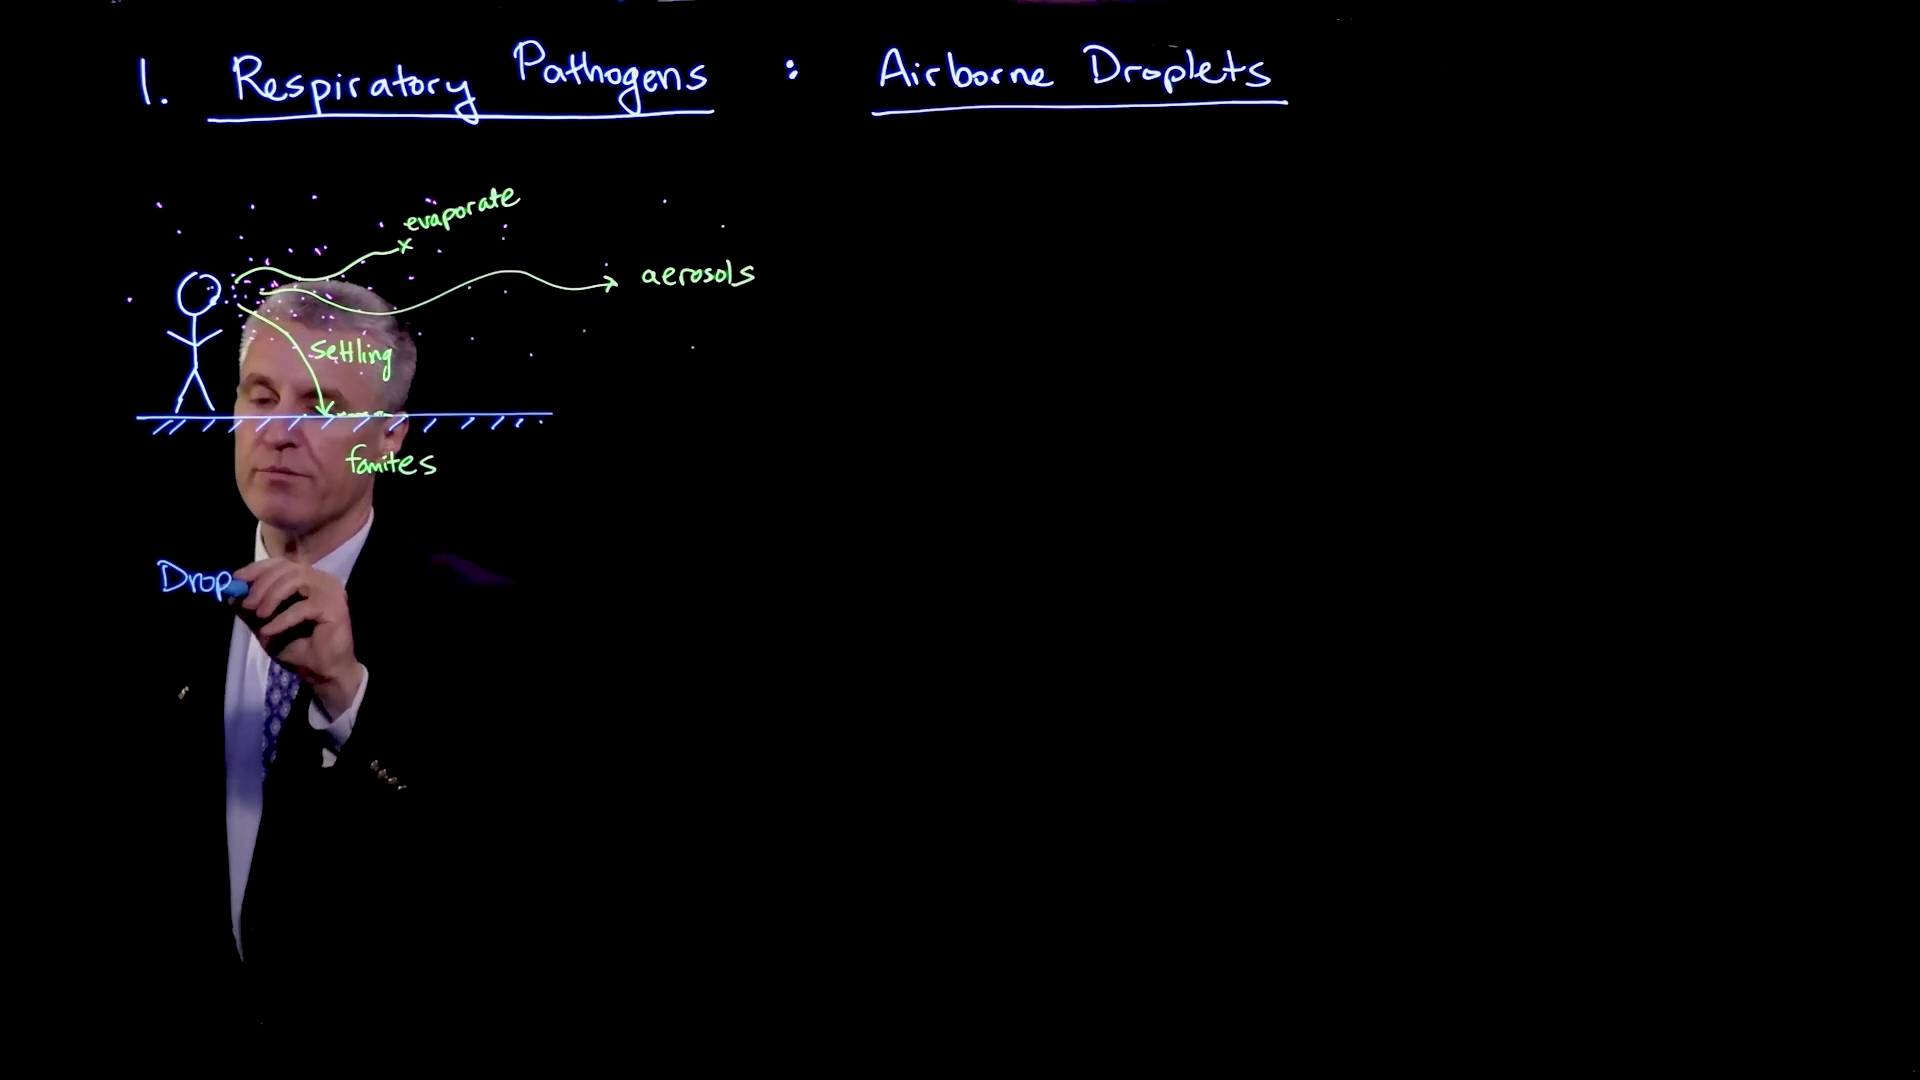 1. Respiratory Pathogens : Airborne Droplets
evaporate
aerosols
settling
fomites
Drop